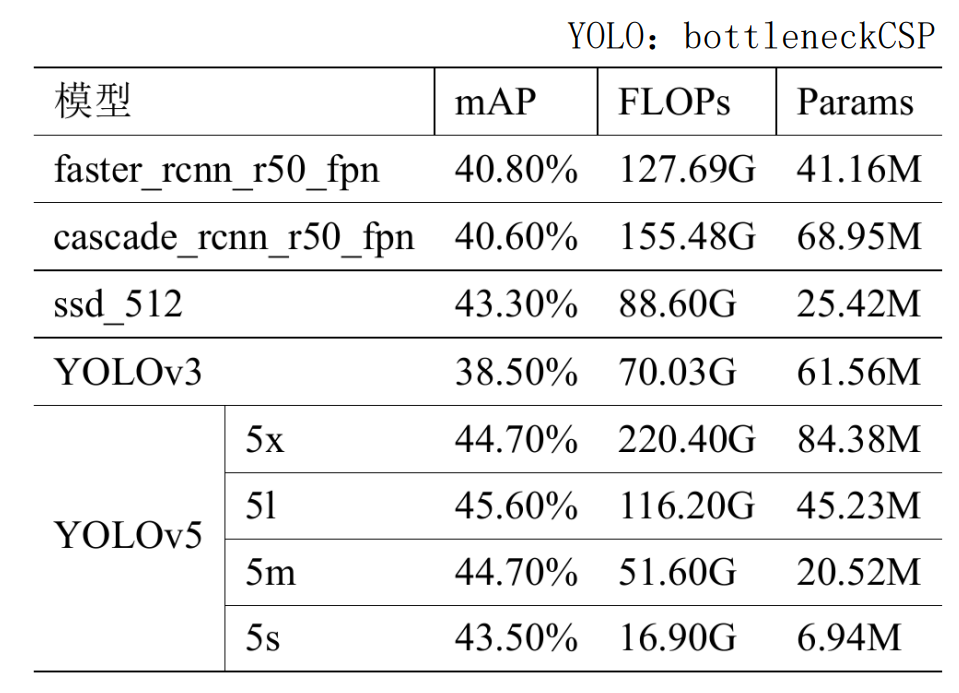 YOLO：bottleneckCSP
模型 mAP FLOPs Params
faster_rcnn_r50_fpn 40.80% 127.69G 41.16M
cascade_rcnn_r50_fpn 40.60% 155.48G 68.95M
ssd_512 43.30% 88.60G 25.42M
YOLOv3 38.50% 70.03G 61.56M
YOLOv5
5x 44.70% 220.40G 84.38M
5l 45.60% 116.20G 45.23M
5m 44.70% 51.60G 20.52M
5s 43.50% 16.90G 6.94M